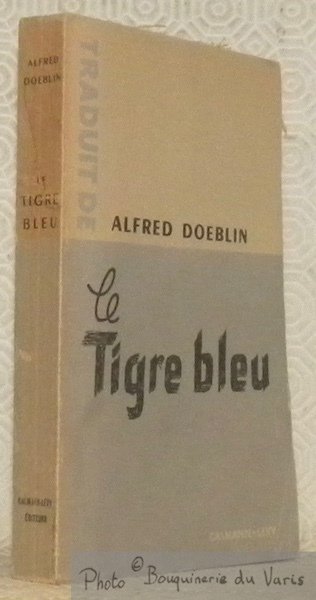 ALFRED
DOEBLIN
LE
TIGRE
BLEU
CALMANN-LÉVY
ÉDITEURS
TRADUIT DE
ALFRED DOEBLIN
le
Tigre bleu
CALMANN-LÉVY
Photo © Bouquinerie du Varis